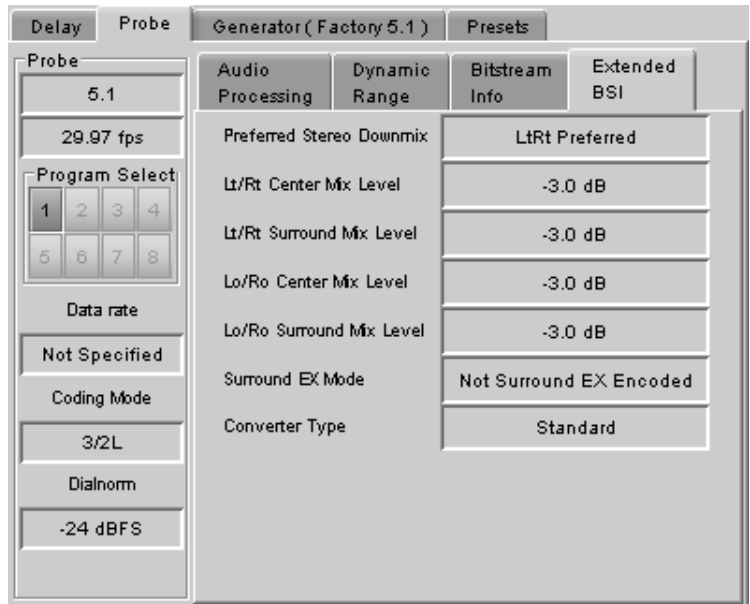 Delay Probe Generator ( Factory 5.1 ) Presets
Probe
5.1
29.97 fps
Program Select
1 2 3 4
5 6 7 8
Data rate
Not Specified
Coding Mode
3/2L
Dialnorm
-24 dBFS
Audio Processing
Dynamic Range
Bitstream Info
Extended BSI
Preferred Stereo Downmix LtRt Preferred
Lt/Rt Center Mix Level -3.0 dB
Lt/Rt Surround Mix Level -3.0 dB
Lo/Ro Center Mix Level -3.0 dB
Lo/Ro Surround Mix Level -3.0 dB
Surround EX Mode Not Surround EX Encoded
Converter Type Standard